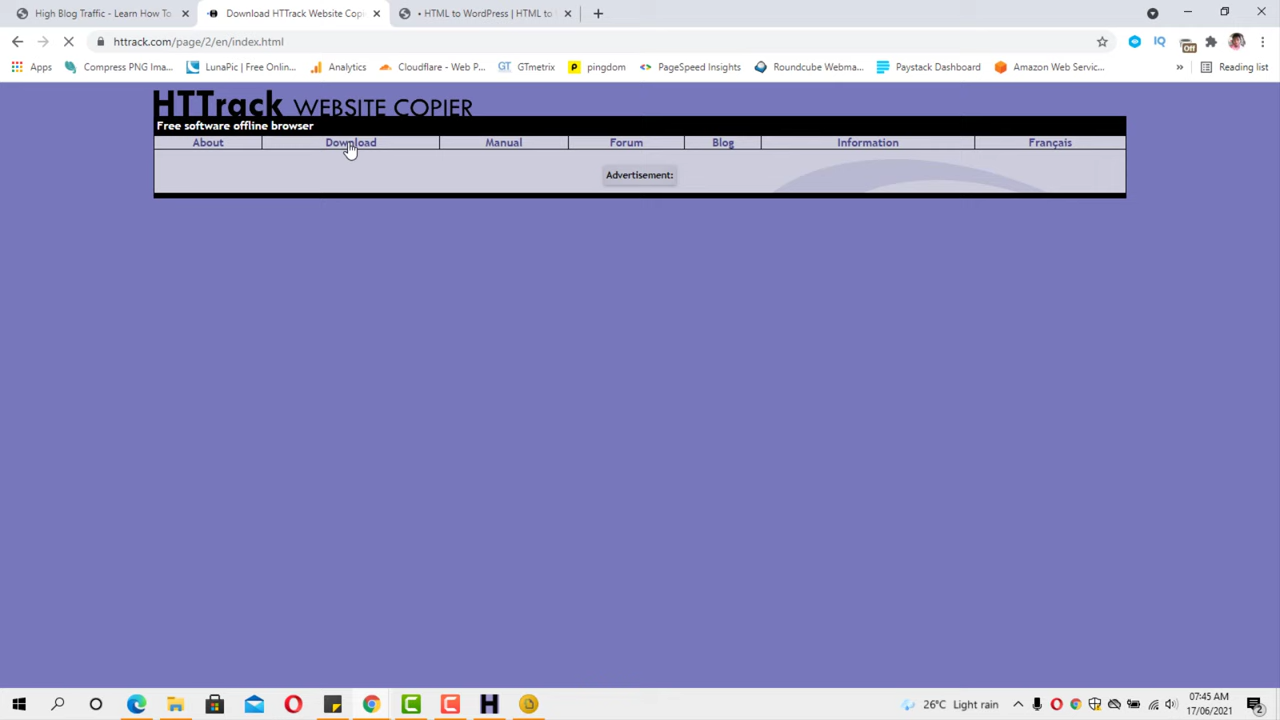 High Blog Traffic - Learn How To
Download HTTrack Website Copi
• HTML to WordPress | HTML to
httrack.com/page/2/en/index.html
Off
Apps
Compress PNG Ima...
LunaPic | Free Onlin...
Analytics
Cloudflare - Web P...
GTmetrix
pingdom
PageSpeed Insights
Roundcube Webma...
Paystack Dashboard
Amazon Web Servic...
»
Reading list
HTTrack WEBSITE COPIER
Free software offline browser
About
Download
Manual
Forum
Blog
Information
Français
Advertisement:
26°C Light rain
07:45 AM
17/06/2021
2